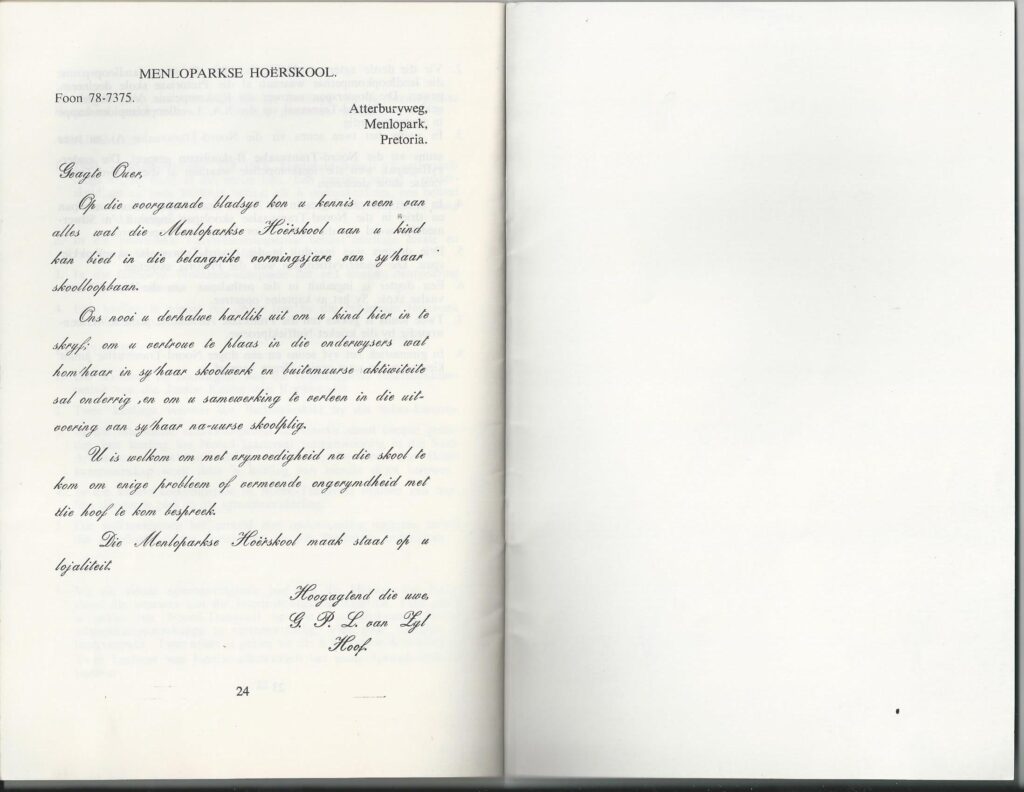 MENLOPARKSE HOËRSKOOL.
Foon 78-7375.
Atterburyweg,
Menlopark,
Pretoria.
Geagte Ouer,
Op die voorgaande bladsye kon u kennis neem van
alles wat die Menloparkse Hoërskool aan u kind
kan bied in die belangrike vormingsjare van sy/haar
skoolloopbaan.
Ons nooi u derhalwe hartlik uit om u kind hier in te
skryf; om u vertroue te plaas in die onderwysers wat
hom/haar in sy/haar skoolwerk en buitemuurse aktiwiteite
sal onderrig ,en om u samewerking te verleen in die uit-
voering van sy/haar na-uurse skoolplig.
U is welkom om met vrymoedigheid na die skool te
kom om enige probleem of vermeende ongerymdheid met
die hoof te kom bespreek.
Die Menloparkse Hoërskool maak staat op u
lojaliteit.
Hoogagtend die uwe,
G. P. L. van Zyl
Hoof.
24